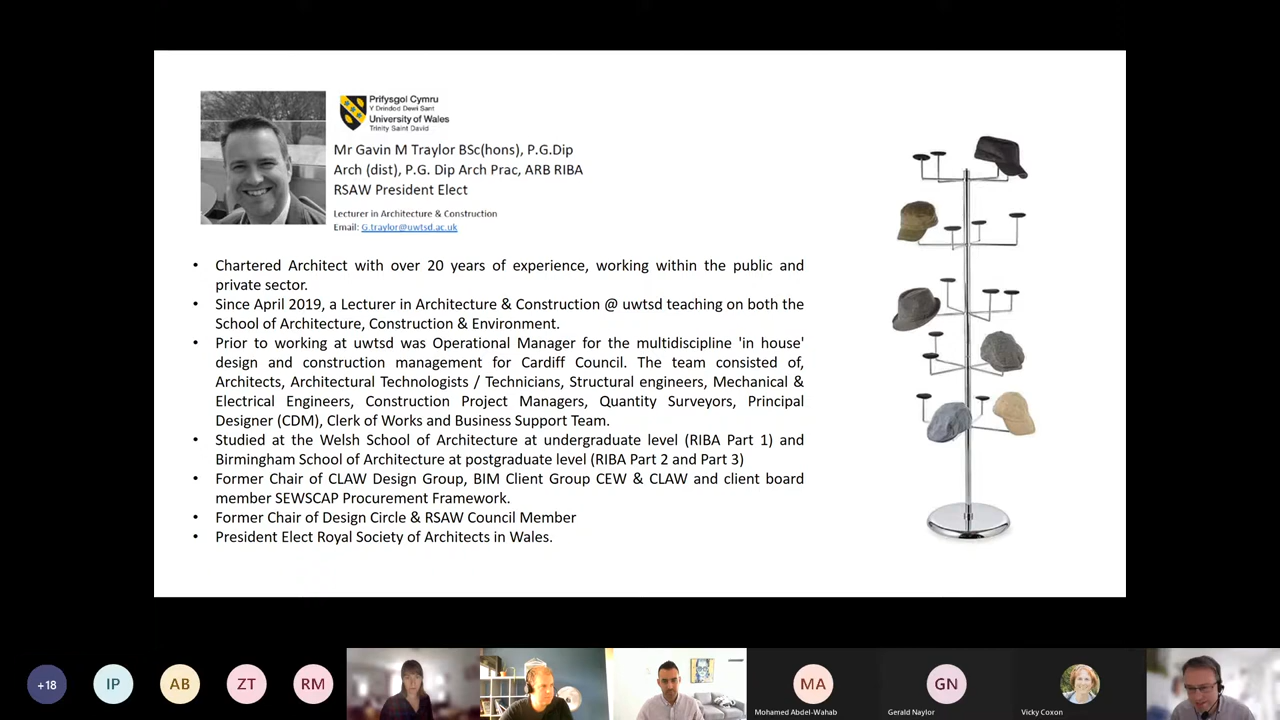 Prifysgol Cymru
Y Drindod Dewi Sant
University of Wales
Trinity Saint David
Mr Gavin M Traylor BSc(hons), P.G.Dip
Arch (dist), P.G. Dip Arch Prac, ARB RIBA
RSAW President Elect
Lecturer in Architecture & Construction
Email: G.traylor@uwtsd.ac.uk
• Chartered Architect with over 20 years of experience, working within the public and
private sector.
• Since April 2019, a Lecturer in Architecture & Construction @ uwtsd teaching on both the
School of Architecture, Construction & Environment.
• Prior to working at uwtsd was Operational Manager for the multidiscipline 'in house'
design and construction management for Cardiff Council. The team consisted of,
Architects, Architectural Technologists / Technicians, Structural engineers, Mechanical &
Electrical Engineers, Construction Project Managers, Quantity Surveyors, Principal
Designer (CDM), Clerk of Works and Business Support Team.
• Studied at the Welsh School of Architecture at undergraduate level (RIBA Part 1) and
Birmingham School of Architecture at postgraduate level (RIBA Part 2 and Part 3)
• Former Chair of CLAW Design Group, BIM Client Group CEW & CLAW and client board
member SEWSCAP Procurement Framework.
• Former Chair of Design Circle & RSAW Council Member
• President Elect Royal Society of Architects in Wales.
+18
IP
AB
ZT
RM
MA
GN
Mohamed Abdel-Wahab
Gerald Naylor
Vicky Coxon